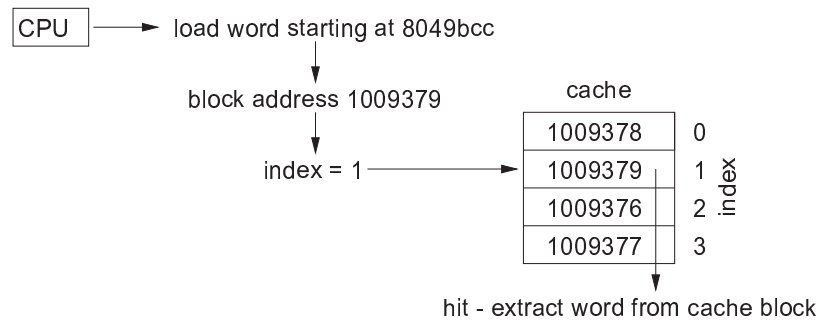 CPU
load word starting at 8049bcc
block address 1009379
cache
1009378 0
index = 1
1009379 1
1009376 2
1009377 3
index
hit - extract word from cache block